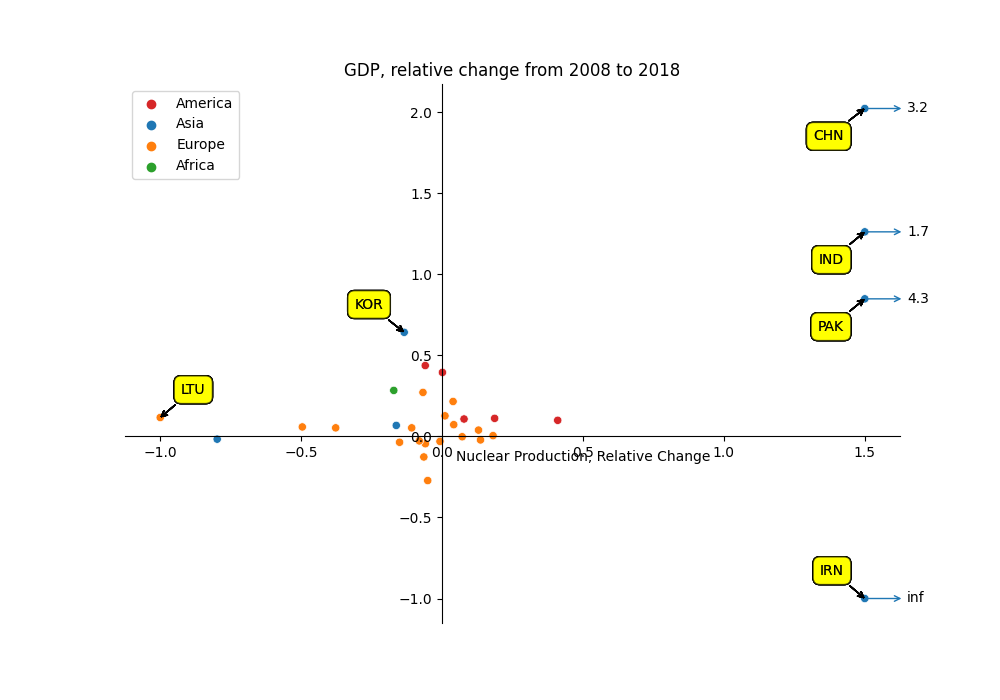 GDP, relative change from 2008 to 2018
America
Asia
Europe
Africa
2.0
1.5
1.0
0.5
0.0
−0.5
−1.0
−1.0
−0.5
0.0
0.5
1.0
1.5
Nuclear Production, Relative Change
CHN
3.2
IND
1.7
PAK
4.3
KOR
LTU
IRN
inf